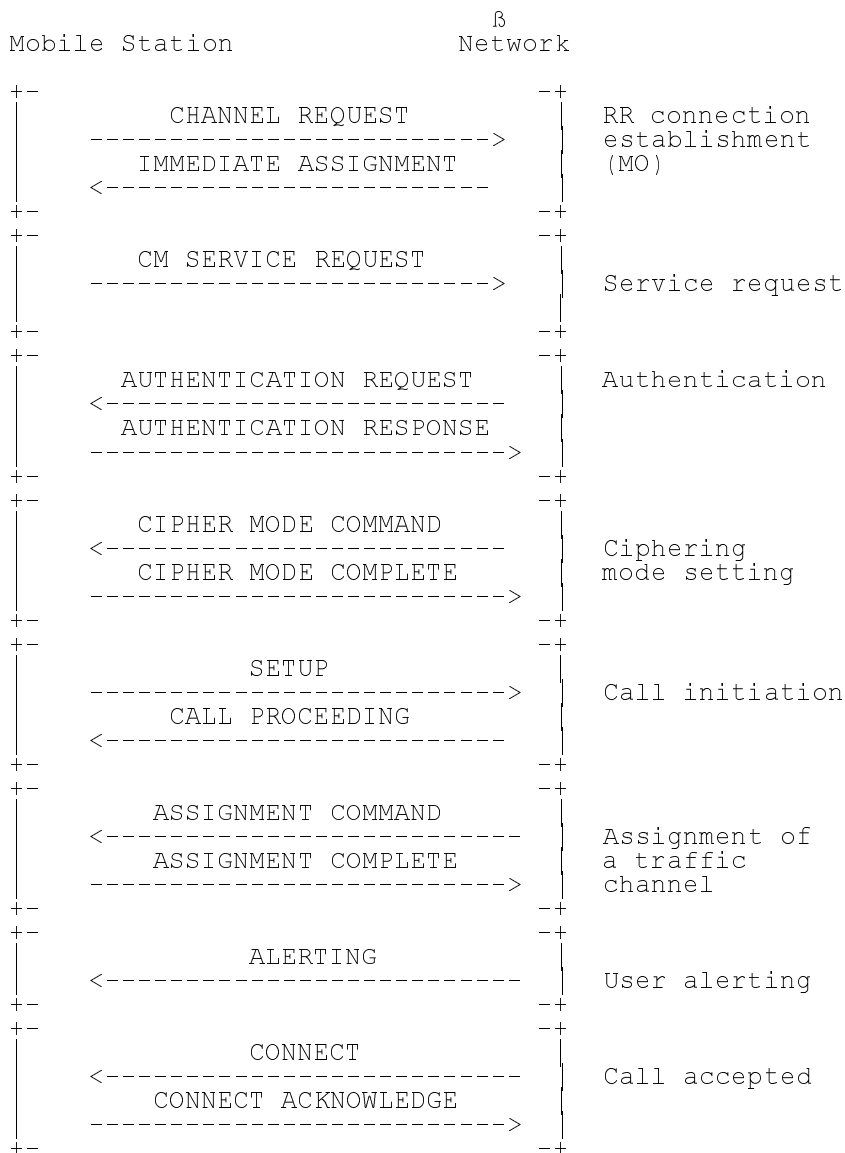 ß
Mobile Station Network
CHANNEL REQUEST RR connection
establishment
IMMEDIATE ASSIGNMENT (MO)
CM SERVICE REQUEST
Service request
AUTHENTICATION REQUEST Authentication
AUTHENTICATION RESPONSE
CIPHER MODE COMMAND
Ciphering
CIPHER MODE COMPLETE mode setting
SETUP
Call initiation
CALL PROCEEDING
ASSIGNMENT COMMAND
Assignment of
ASSIGNMENT COMPLETE a traffic
channel
ALERTING
User alerting
CONNECT
Call accepted
CONNECT ACKNOWLEDGE